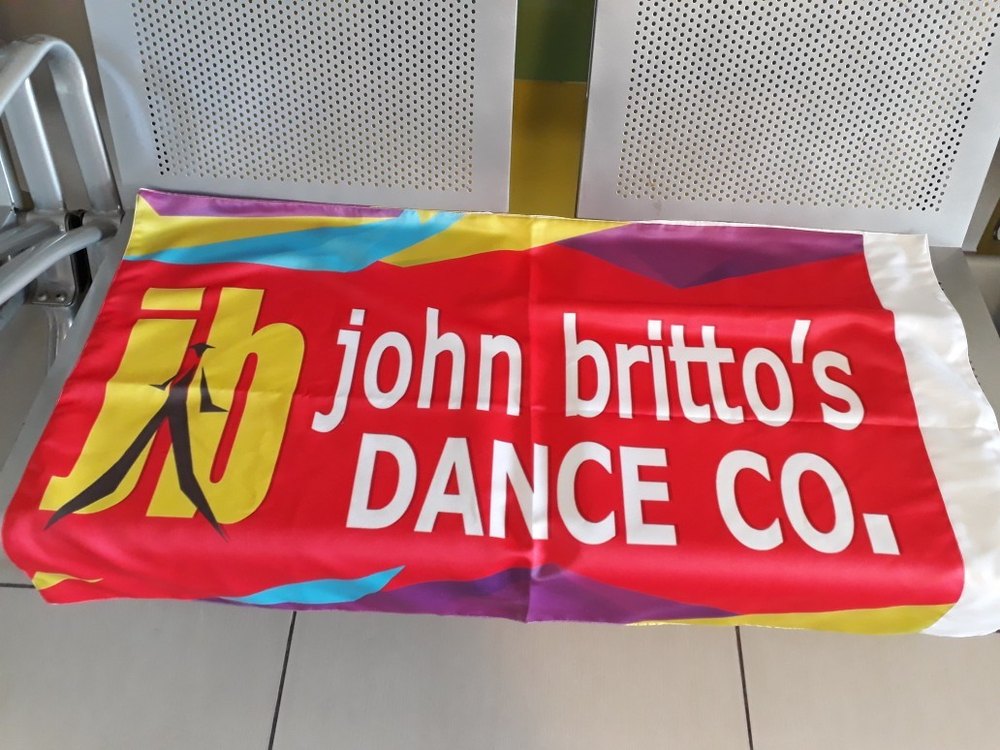 jb
john britto's
DANCE CO.